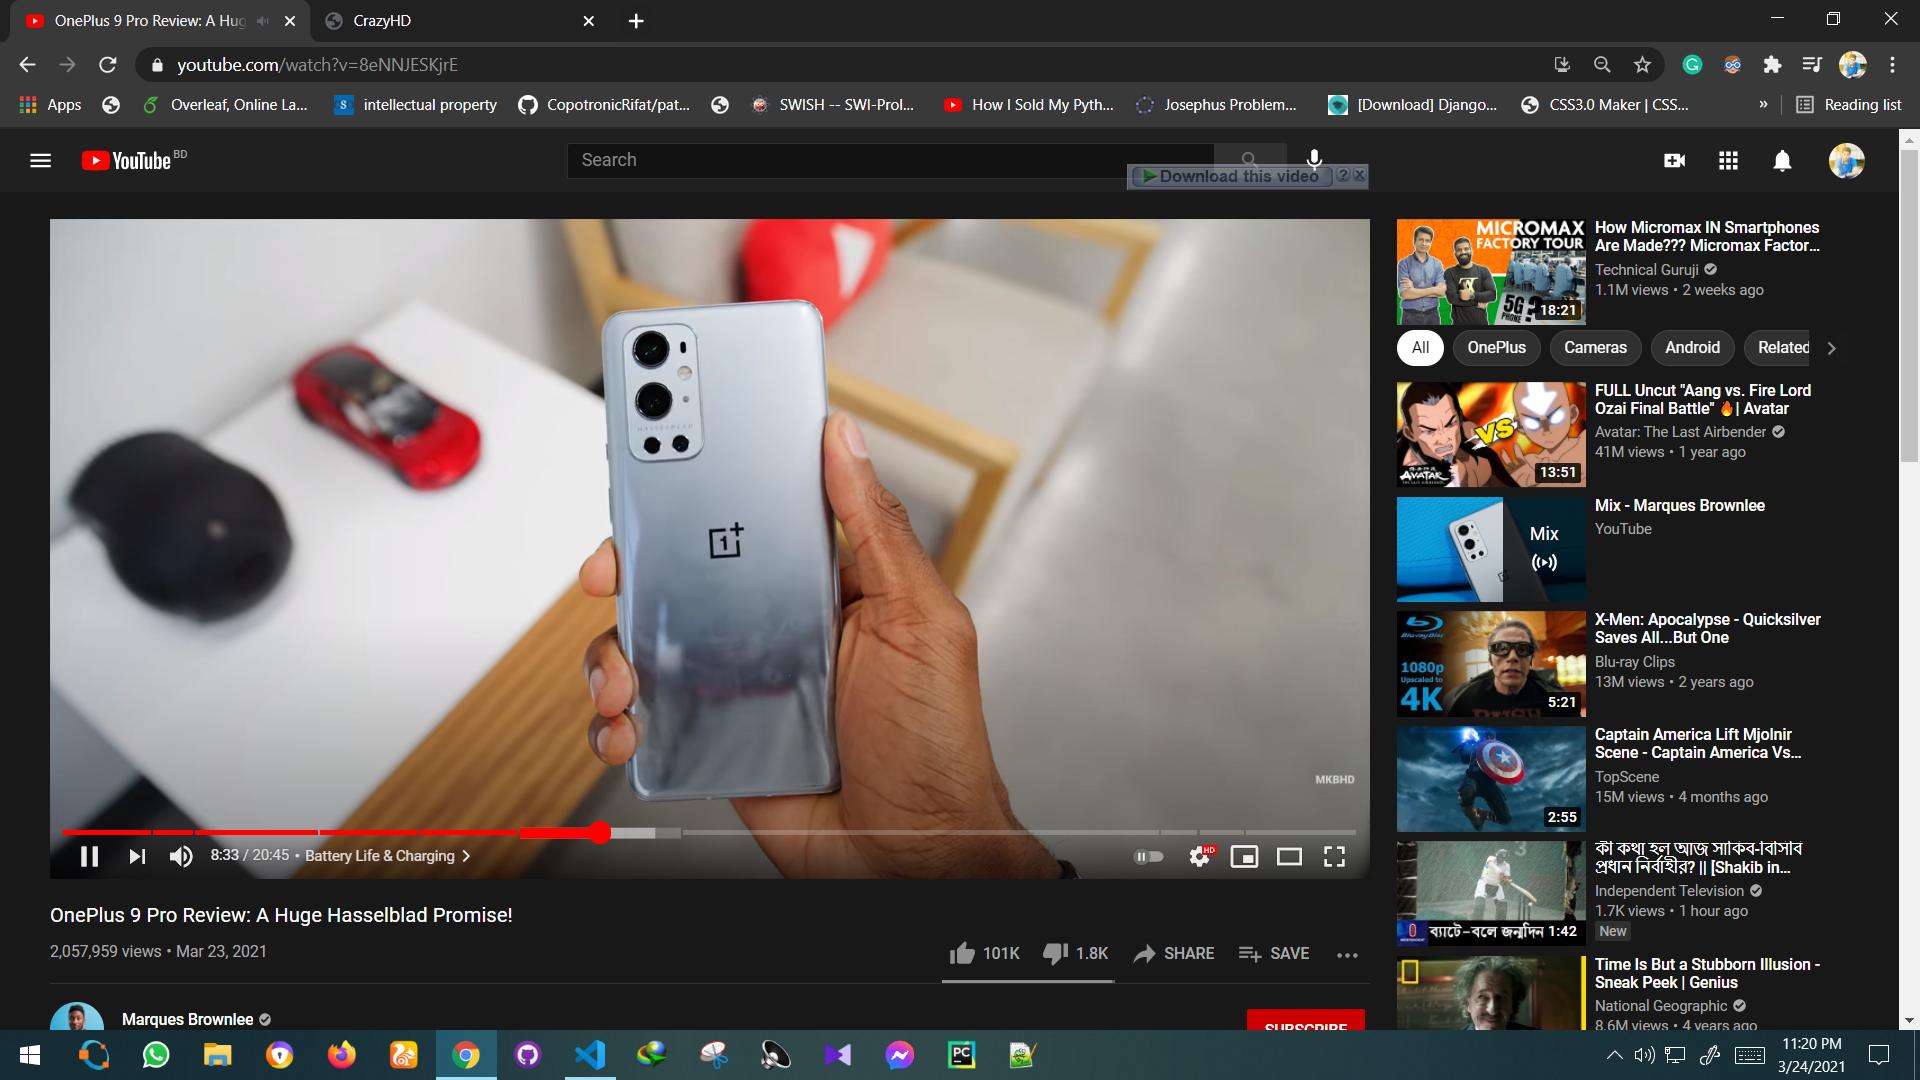 OnePlus 9 Pro Review: A Hug
CrazyHD
youtube.com/watch?v=8eNNJESKjrE
Apps
Overleaf, Online La...
intellectual property
CopotronicRifat/pat...
SWISH -- SWI-Prol...
How I Sold My Pyth...
Josephus Problem...
[Download] Django...
CSS3.0 Maker | CSS...
»
Reading list
YouTube BD
Search
Download this video
HASSELBLAD
MKBHD
8:33 / 20:45 • Battery Life & Charging
HD
OnePlus 9 Pro Review: A Huge Hasselblad Promise!
2,057,959 views • Mar 23, 2021
101K
1.8K
SHARE
SAVE
Marques Brownlee
SUBSCRIBE
MICROMAX
FACTORY TOUR
5G
PHONE ?
18:21
How Micromax IN Smartphones
Are Made??? Micromax Factor...
Technical Guruji
1.1M views • 2 weeks ago
All
OnePlus
Cameras
Android
Related
VS
AVATAR
13:51
FULL Uncut "Aang vs. Fire Lord
Ozai Final Battle" 🔥| Avatar
Avatar: The Last Airbender
41M views • 1 year ago
Mix
Mix - Marques Brownlee
YouTube
Blu-ray Disc
1080p
Upscaled to
4K
RUSH
5:21
X-Men: Apocalypse - Quicksilver
Saves All...But One
Blu-ray Clips
13M views • 2 years ago
2:55
Captain America Lift Mjolnir
Scene - Captain America Vs...
TopScene
15M views • 4 months ago
ব্যাটে-বলে জন্মদিন
1:42
কী কথা হল আজ সাকিব-বিসিবি
প্রধান নির্বাহীর? || [Shakib in...
Independent Television
1.7K views • 1 hour ago
New
Time Is But a Stubborn Illusion -
Sneak Peek | Genius
National Geographic
8.6M views • 4 years ago
PC
11:20 PM
3/24/2021